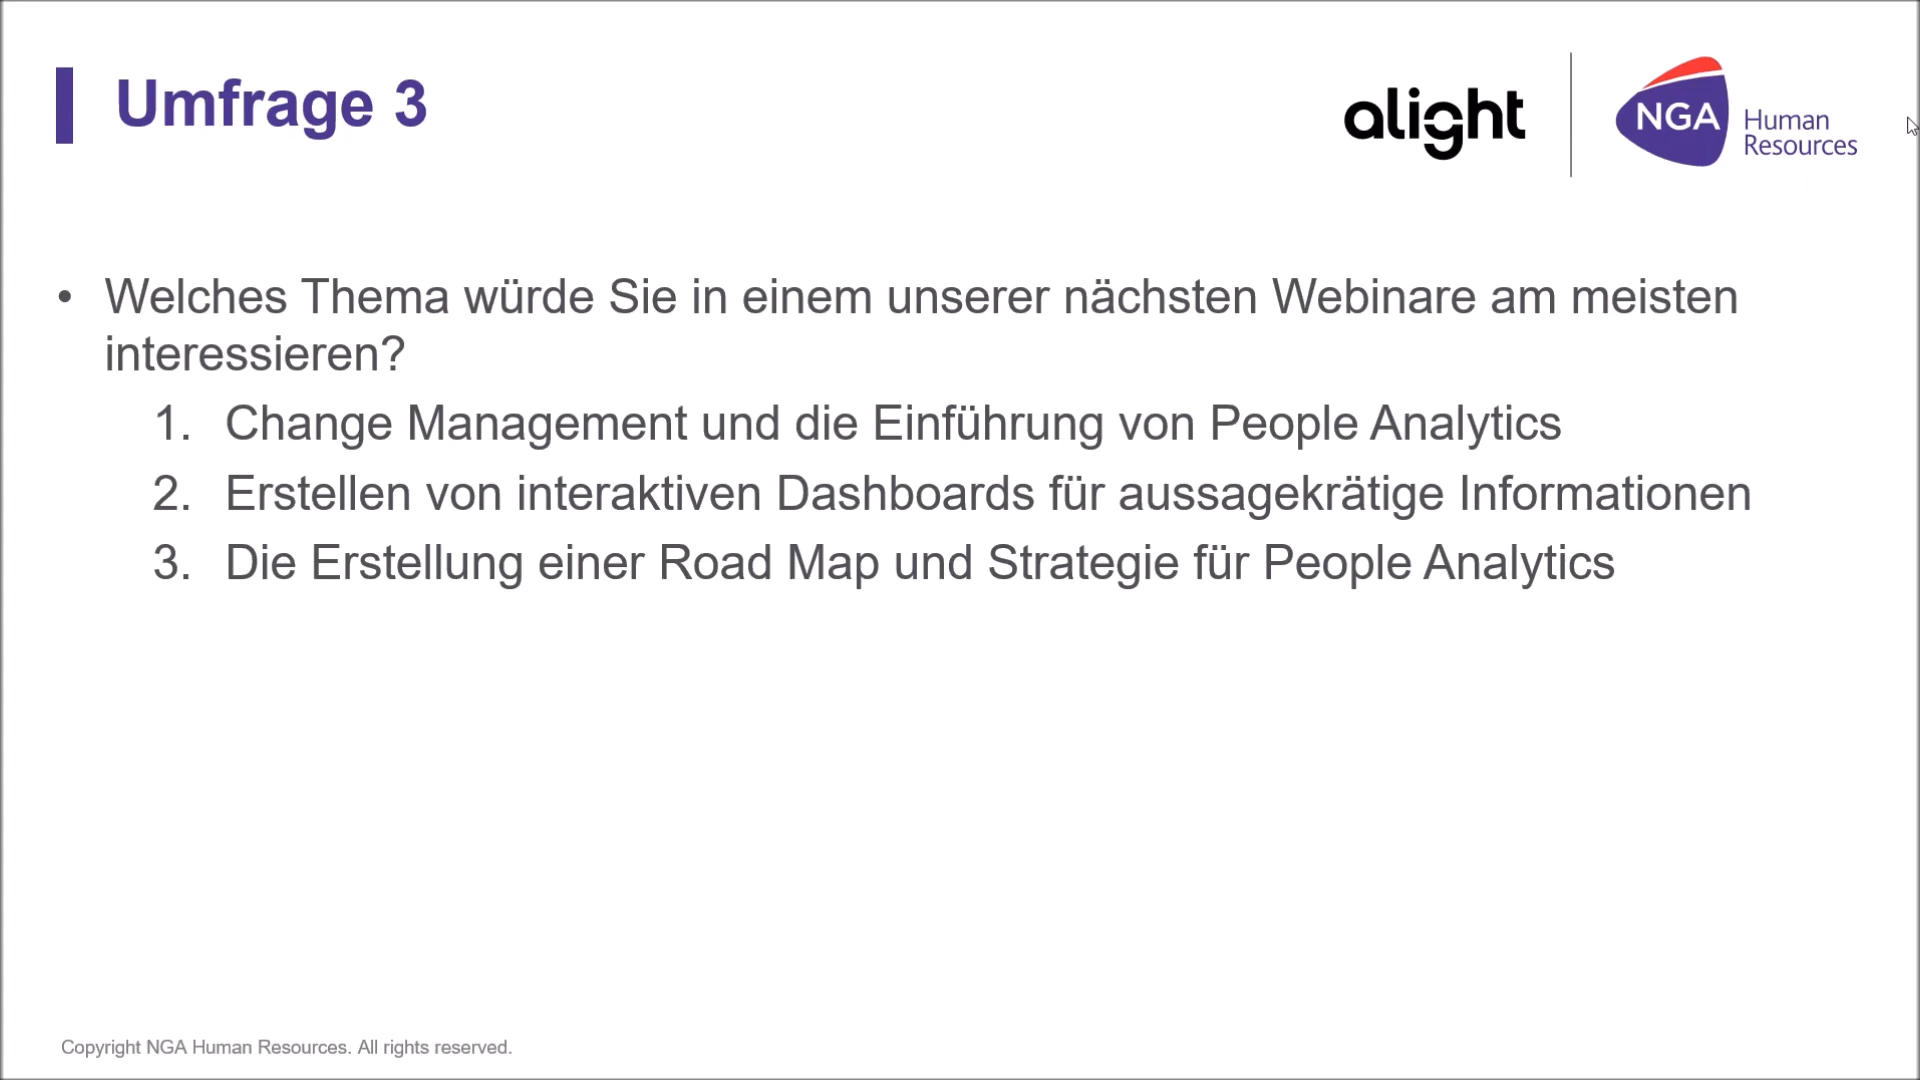 Umfrage 3
alight
NGA Human
Resources
• Welches Thema würde Sie in einem unserer nächsten Webinare am meisten
interessieren?
1. Change Management und die Einführung von People Analytics
2. Erstellen von interaktiven Dashboards für aussagekrätige Informationen
3. Die Erstellung einer Road Map und Strategie für People Analytics
Copyright NGA Human Resources. All rights reserved.